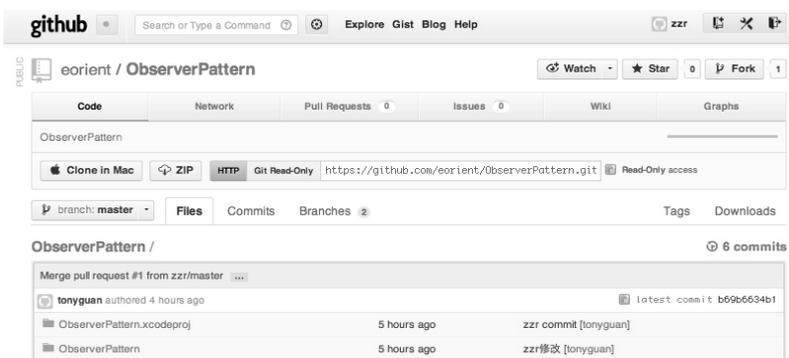 github Search or Type a Command Explore Gist Blog Help zzr
PUBLIC
eorient / ObserverPattern Watch Star 0 Fork 1
Code Network Pull Requests 0 Issues 0 Wiki Graphs
ObserverPattern
Clone in Mac ZIP HTTP Git Read-Only https://github.com/eorient/ObserverPattern.git Read-Only access
branch: master Files Commits Branches 2 Tags Downloads
ObserverPattern / 6 commits
Merge pull request #1 from zzr/master ...
tonyguan authored 4 hours ago latest commit b69b6634b1
ObserverPattern.xcodeproj 5 hours ago zzr commit [tonyguan]
ObserverPattern 5 hours ago zzr修改 [tonyguan]